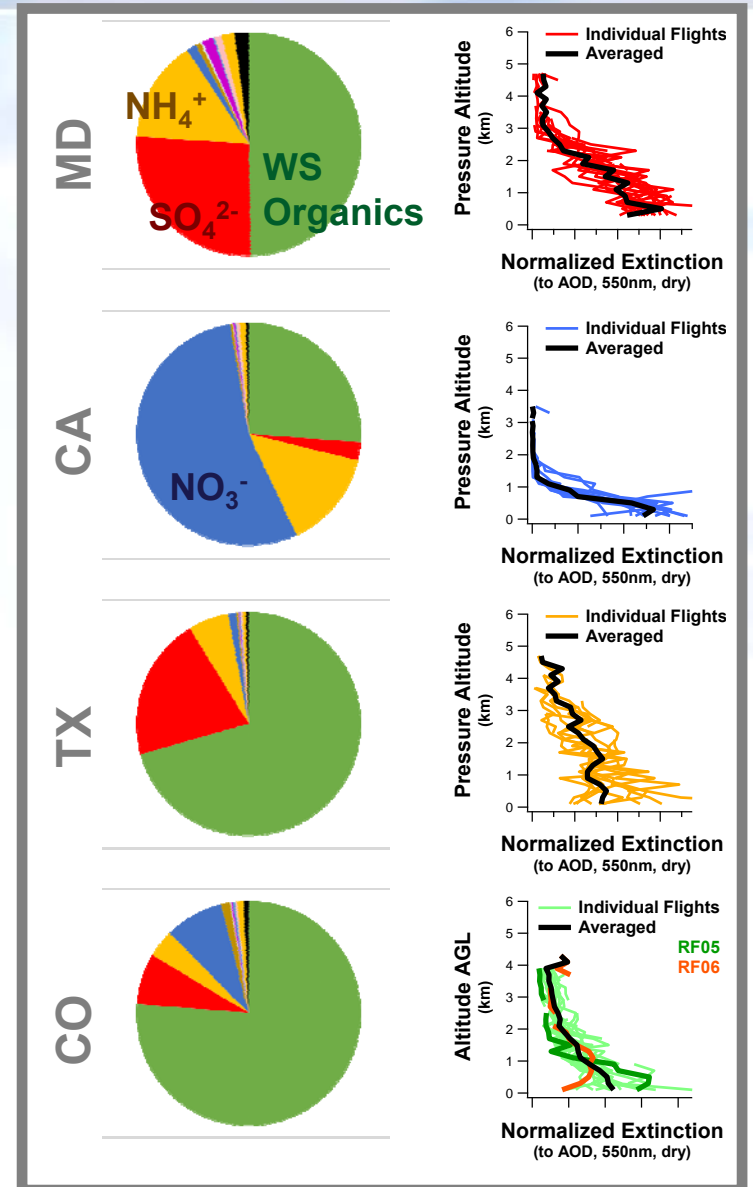 MD
NH₄⁺
SO₄²⁻
WS
Organics
Individual Flights
Averaged
Pressure Altitude
(km)
6
5
4
3
2
1
0
Normalized Extinction
(to AOD, 550nm, dry)
CA
NO₃⁻
Individual Flights
Averaged
Pressure Altitude
(km)
6
5
4
3
2
1
0
Normalized Extinction
(to AOD, 550nm, dry)
TX
Individual Flights
Averaged
Pressure Altitude
(km)
6
5
4
3
2
1
0
Normalized Extinction
(to AOD, 550nm, dry)
CO
Individual Flights
Averaged
RF05
RF06
Altitude AGL
(km)
6
5
4
3
2
1
0
Normalized Extinction
(to AOD, 550nm, dry)